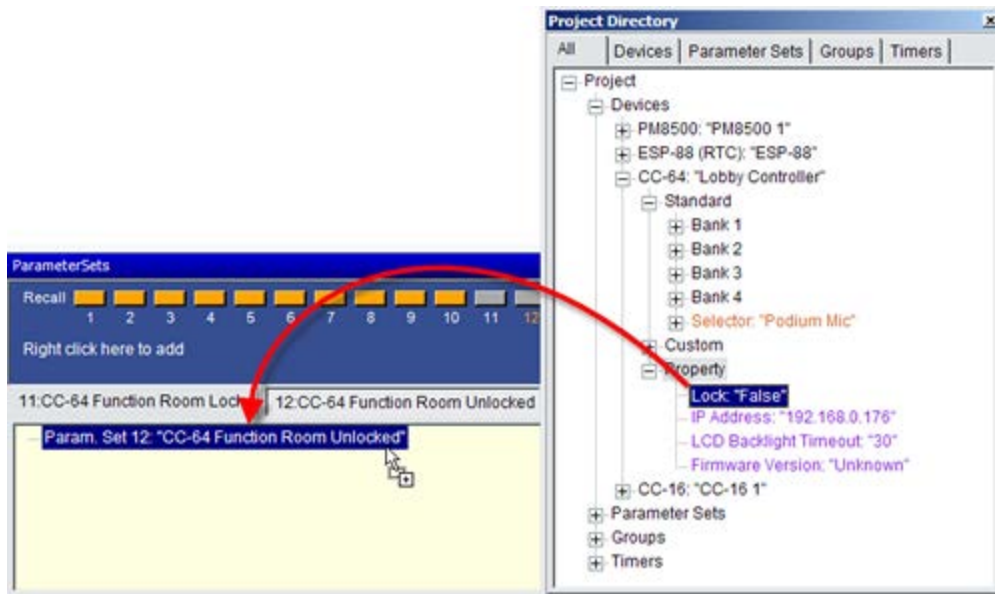 ParameterSets
Recall
1 2 3 4 5 6 7 8 9 10 11 12
Right click here to add
11:CC-64 Function Room Loc
12:CC-64 Function Room Unlocked
Param. Set 12: "CC-64 Function Room Unlocked"
Project Directory
All Devices Parameter Sets Groups Timers
Project
Devices
PM8500: "PM8500 1"
ESP-88 (RTC): "ESP-88"
CC-64: "Lobby Controller"
Standard
Bank 1
Bank 2
Bank 3
Bank 4
Selector: "Podium Mic"
Custom
Property
Lock: "False"
IP Address: "192.168.0.176"
LCD Backlight Timeout: "30"
Firmware Version: "Unknown"
CC-16: "CC-16 1"
Parameter Sets
Groups
Timers